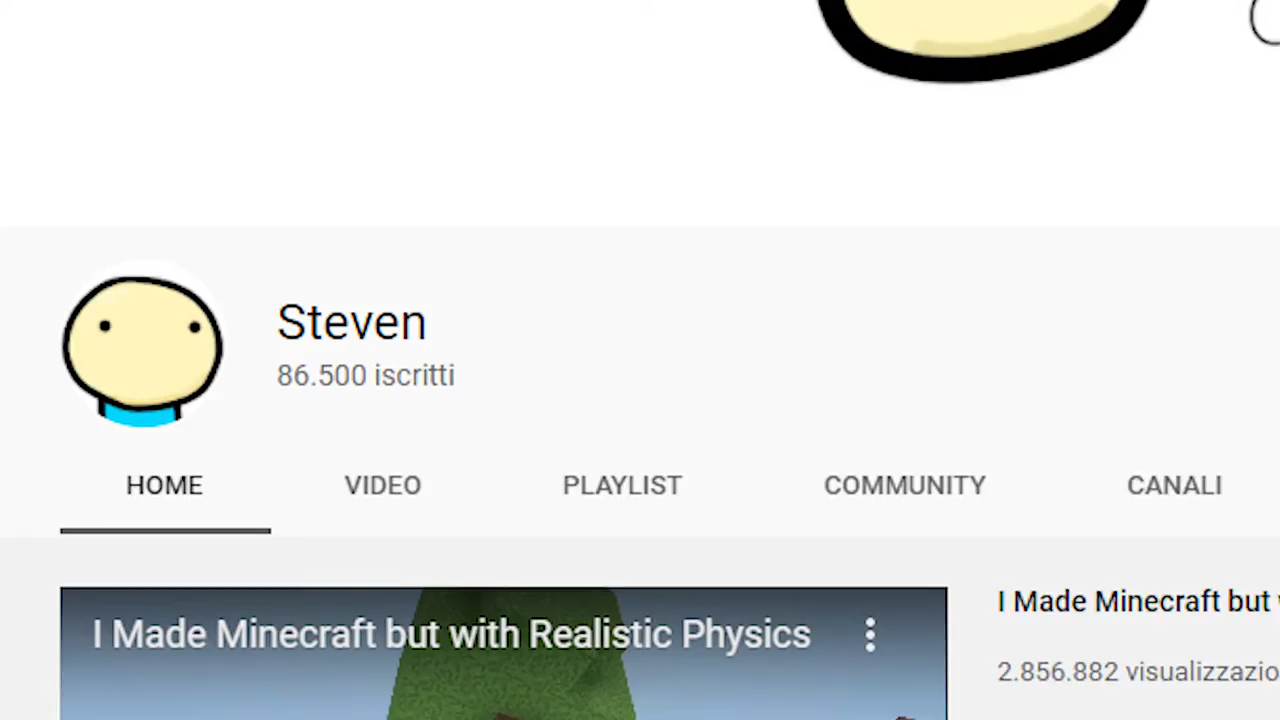 Steven
86.500 iscritti
HOME VIDEO PLAYLIST COMMUNITY CANALI
I Made Minecraft but with Realistic Physics
I Made Minecraft but
2.856.882